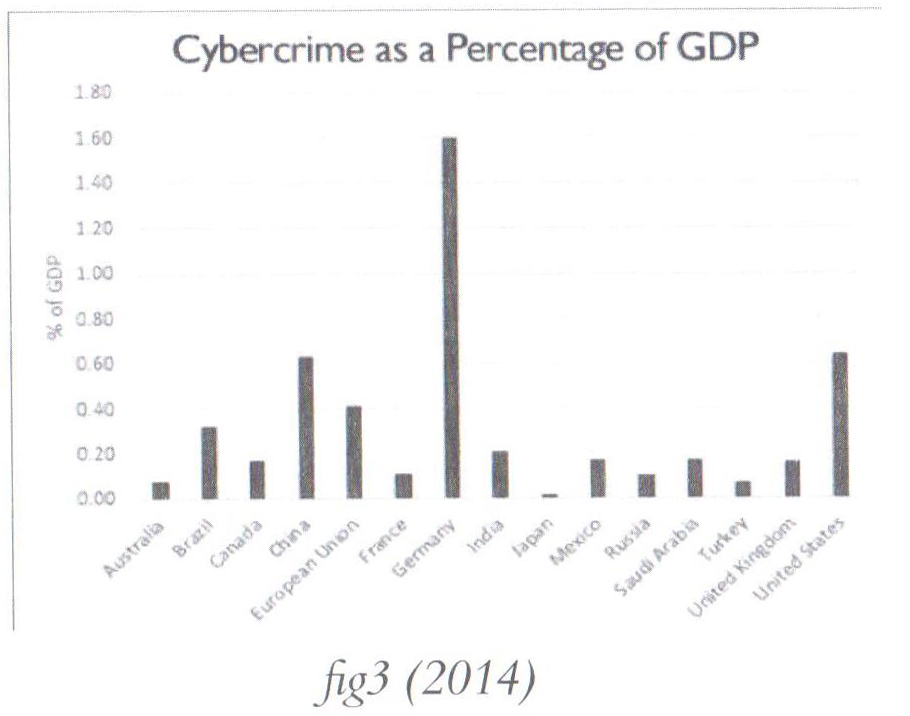 Cybercrime as a Percentage of GDP
1.80
1.60
1.40
1.20
1.00
0.80
0.60
0.40
0.20
0.00
% of GDP
Australia
Brazil
Canada
China
European Union
France
Germany
India
Japan
Mexico
Russia
Saudi Arabia
Turkey
United Kingdom
United States
fig3 (2014)